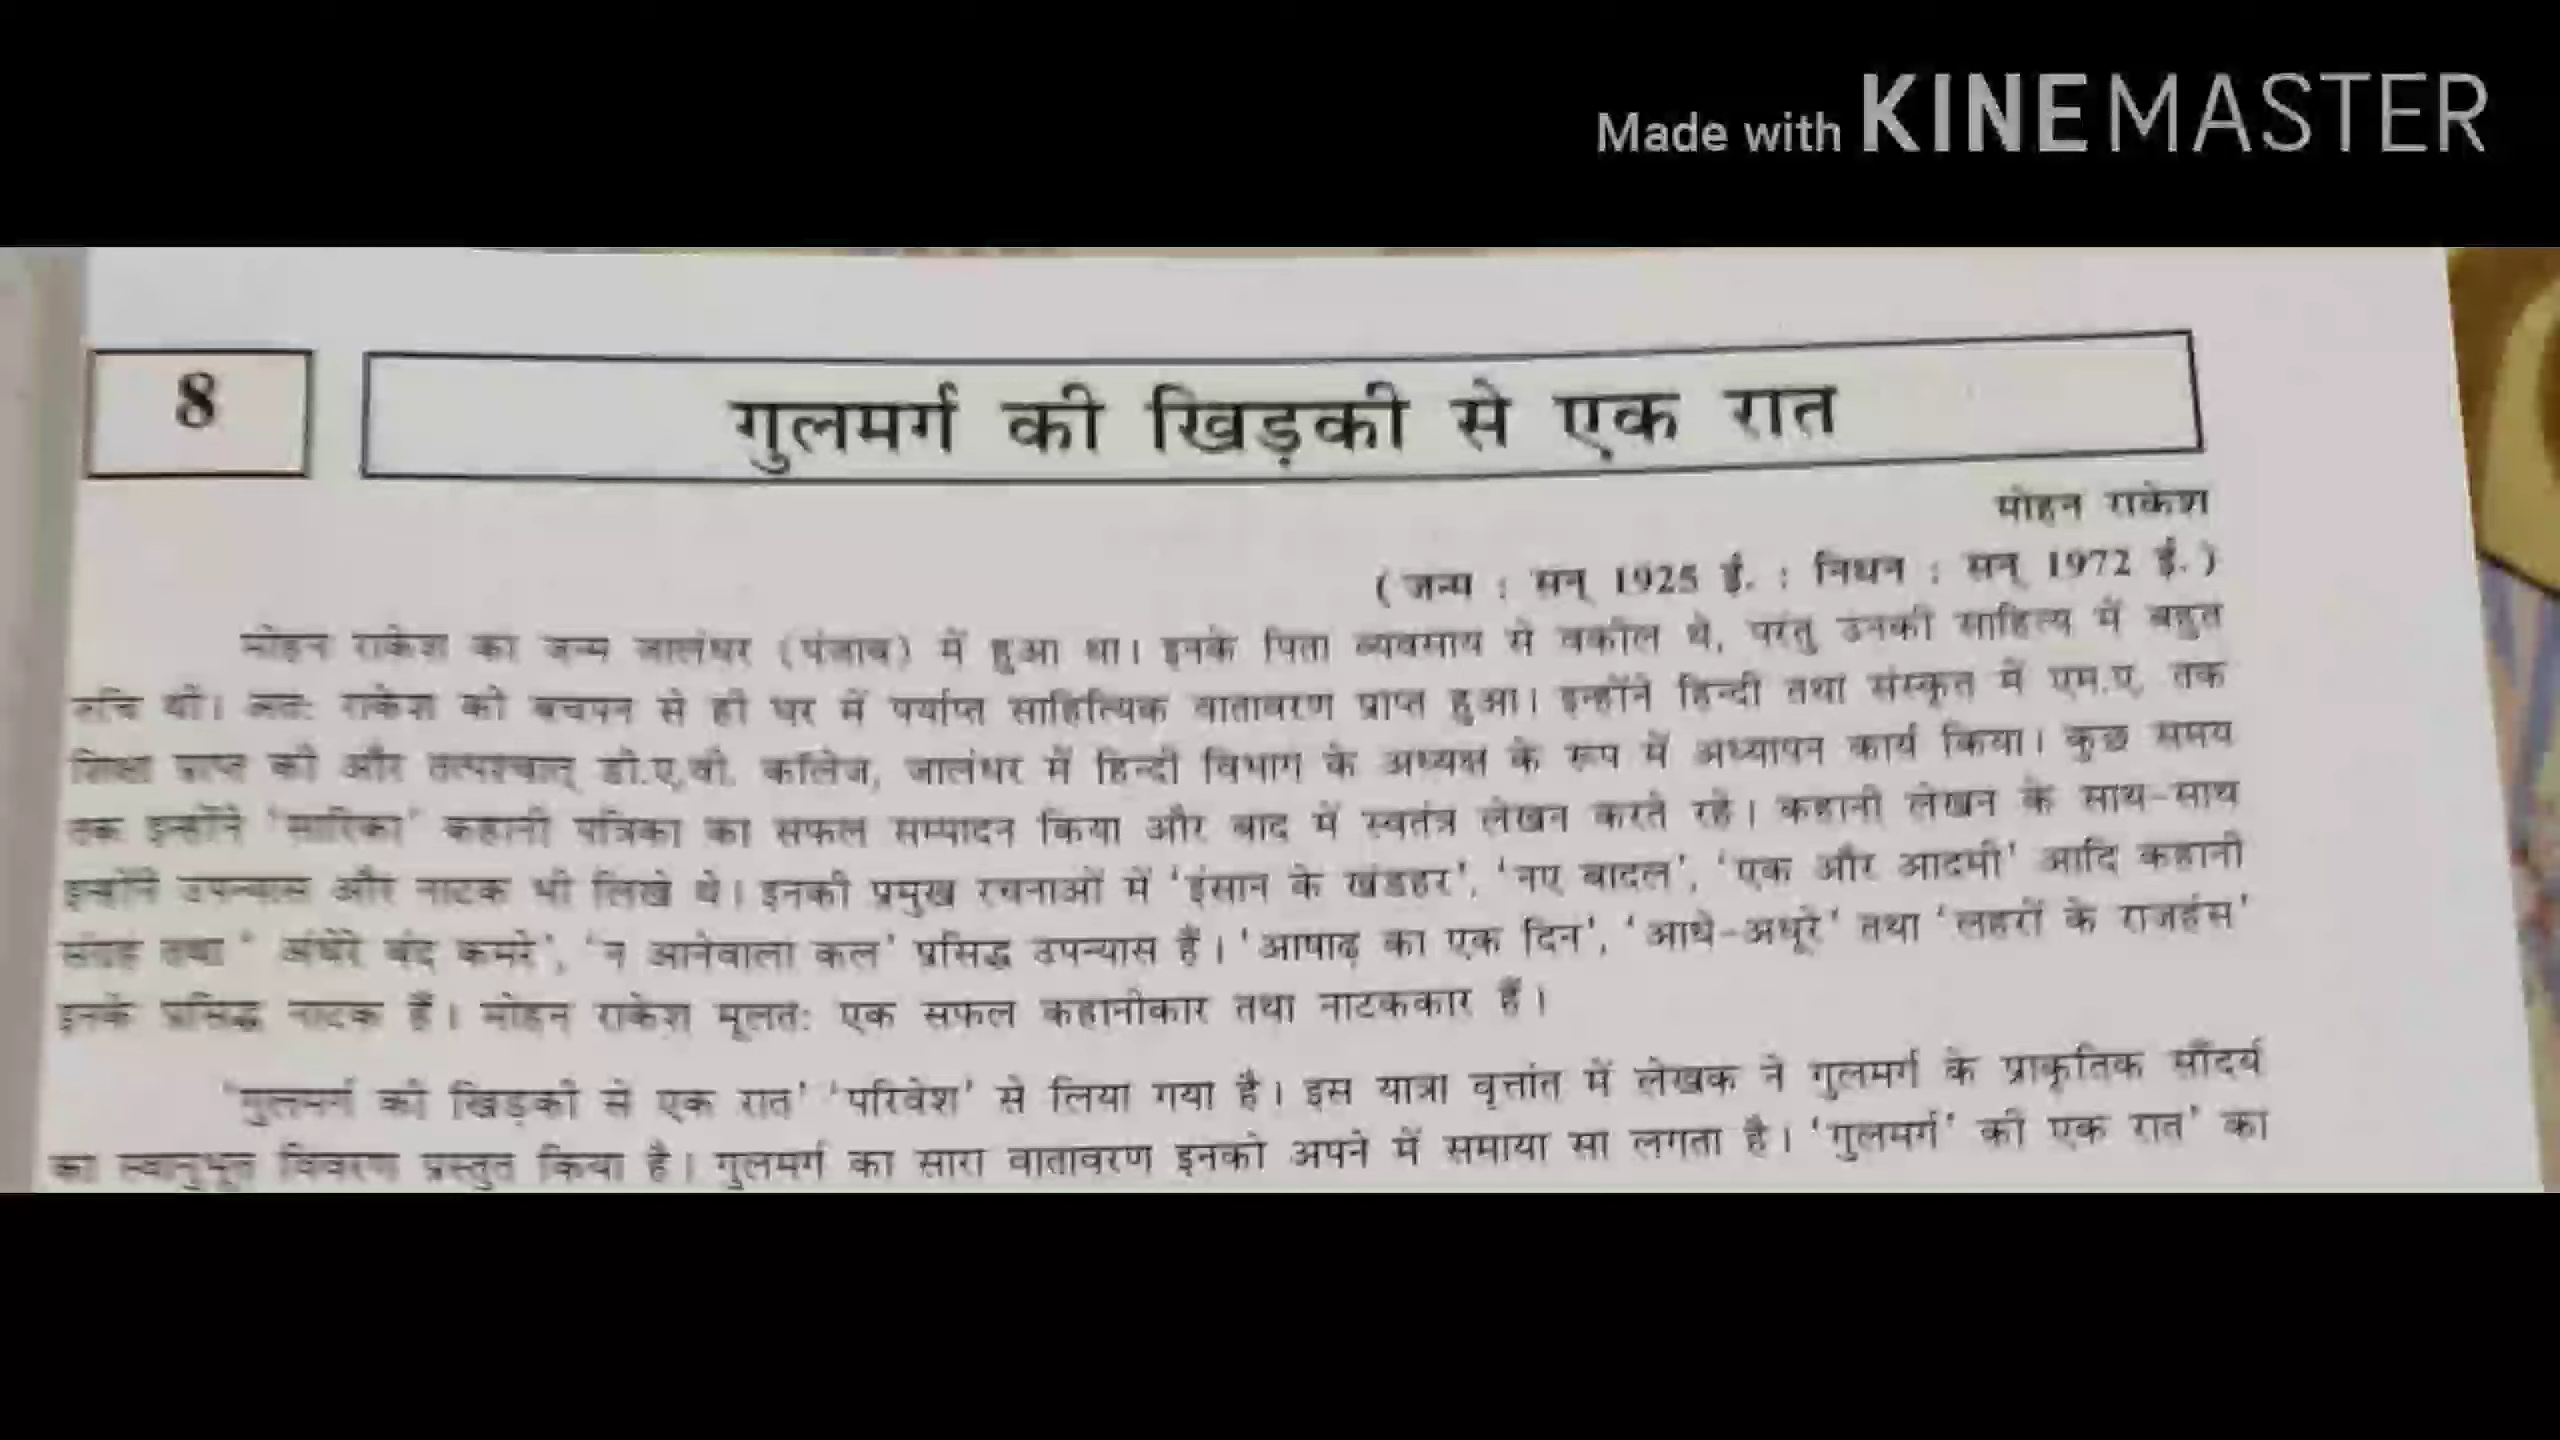 Made with KINEMASTER
8
गुलमर्ग की खिड़की से एक रात
मोहन राकेश
( जन्म : सन् 1925 ई. : निधन : सन् 1972 ई. )
मोहन राकेश का जन्म जालंधर (पंजाब) में हुआ था। इनके पिता व्यवसाय से वकील थे, परंतु उनकी साहित्य में बहुत
रुचि थी। अतः राकेश को बचपन से ही घर में पर्याप्त साहित्यिक वातावरण प्राप्त हुआ। इन्होंने हिन्दी तथा संस्कृत में एम.ए. तक
शिक्षा प्राप्त की और तत्पश्चात् डी.ए.वी. कॉलेज, जालंधर में हिन्दी विभाग के अध्यक्ष के रूप में अध्यापन कार्य किया। कुछ समय
तक इन्होंने 'सारिका' कहानी पत्रिका का सफल सम्पादन किया और बाद में स्वतंत्र लेखन करते रहे। कहानी लेखन के साथ-साथ
इन्होंने उपन्यास और नाटक भी लिखे थे। इनकी प्रमुख रचनाओं में 'इंसान के खंडहर', 'नए बादल', 'एक और आदमी' आदि कहानी
संग्रह तथा ' अंधेरे बंद कमरे', 'न आनेवाला कल' प्रसिद्ध उपन्यास हैं। 'आषाढ़ का एक दिन', 'आधे-अधूरे' तथा 'लहरों के राजहंस'
इनके प्रसिद्ध नाटक हैं। मोहन राकेश मूलतः एक सफल कहानीकार तथा नाटककार हैं।
'गुलमर्ग की खिड़की से एक रात' 'परिवेश' से लिया गया है। इस यात्रा वृत्तांत में लेखक ने गुलमर्ग के प्राकृतिक सौंदर्य
का स्वानुभूत विवरण प्रस्तुत किया है। गुलमर्ग का सारा वातावरण इनको अपने में समाया सा लगता है। 'गुलमर्ग' की एक रात' का